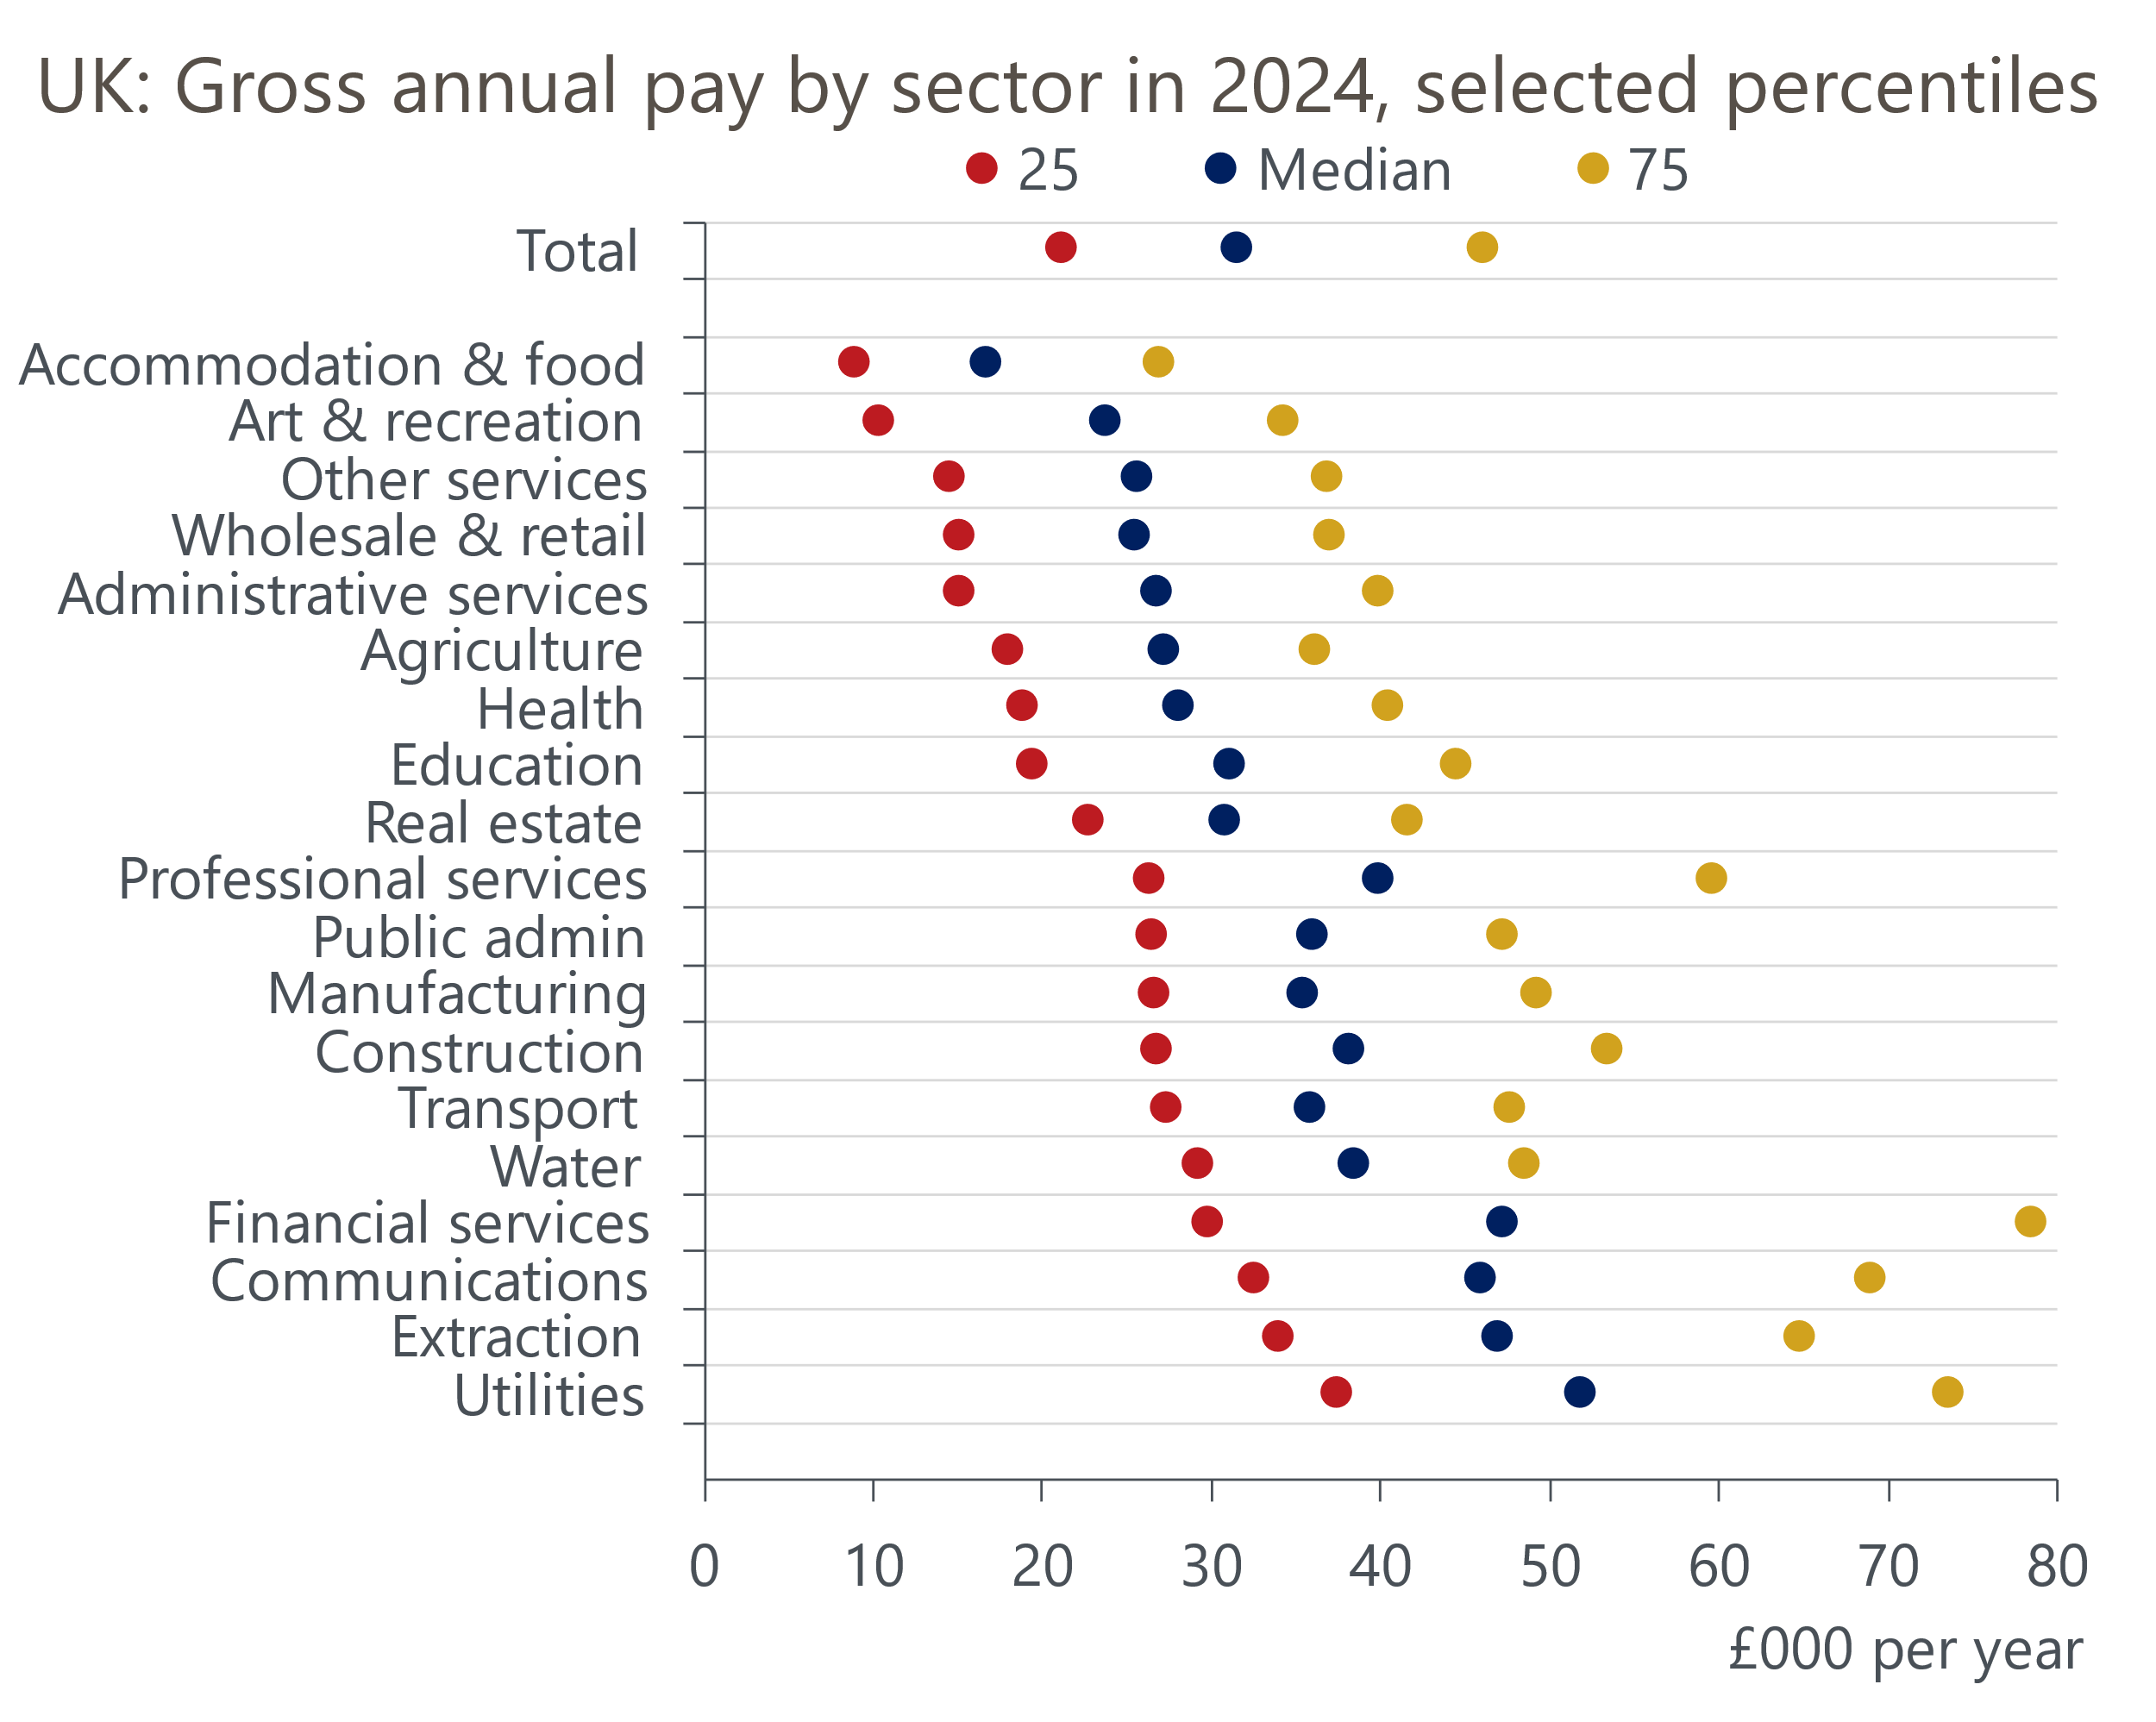 UK: Gross annual pay by sector in 2024, selected percentiles
25 Median 75
Total
Accommodation & food
Art & recreation
Other services
Wholesale & retail
Administrative services
Agriculture
Health
Education
Real estate
Professional services
Public admin
Manufacturing
Construction
Transport
Water
Financial services
Communications
Extraction
Utilities
0 10 20 30 40 50 60 70 80
£000 per year